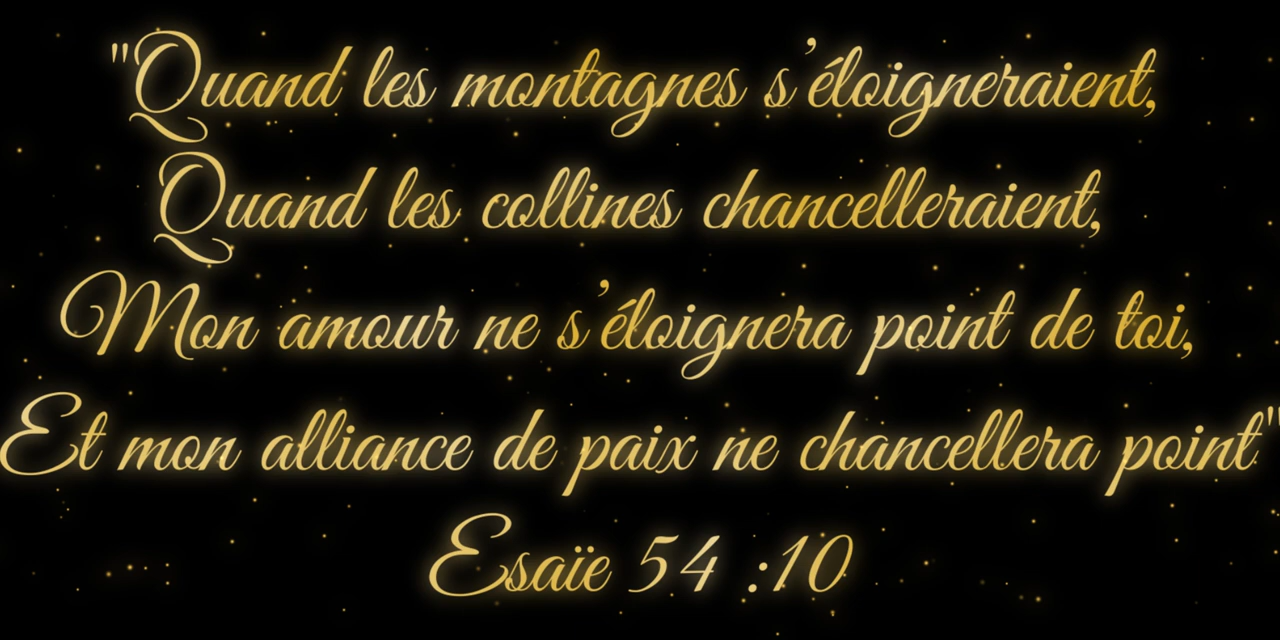 "Quand les montagnes s'éloigneraient,
Quand les collines chancelleraient,
Mon amour ne s'éloignera point de toi,
Et mon alliance de paix ne chancellera point"
Esaïe 54 :10